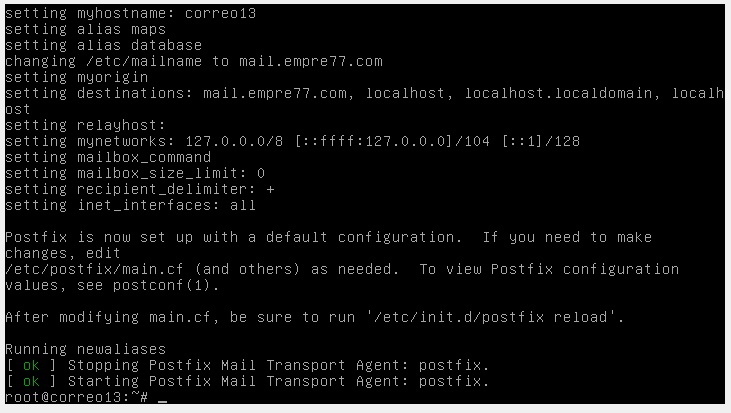 setting myhostname: correo13
setting alias maps
setting alias database
changing /etc/mailname to mail.empre77.com
setting myorigin
setting destinations: mail.empre77.com, localhost, localhost.localdomain, localh
ost
setting relayhost:
setting mynetworks: 127.0.0.0/8 [::ffff:127.0.0.0]/104 [::1]/128
setting mailbox_command
setting mailbox_size_limit: 0
setting recipient_delimiter: +
setting inet_interfaces: all
Postfix is now set up with a default configuration.  If you need to make
changes, edit
/etc/postfix/main.cf (and others) as needed.  To view Postfix configuration
values, see postconf(1).
After modifying main.cf, be sure to run '/etc/init.d/postfix reload'.
Running newaliases
[ ok ] Stopping Postfix Mail Transport Agent: postfix.
[ ok ] Starting Postfix Mail Transport Agent: postfix.
root@correo13:~# _